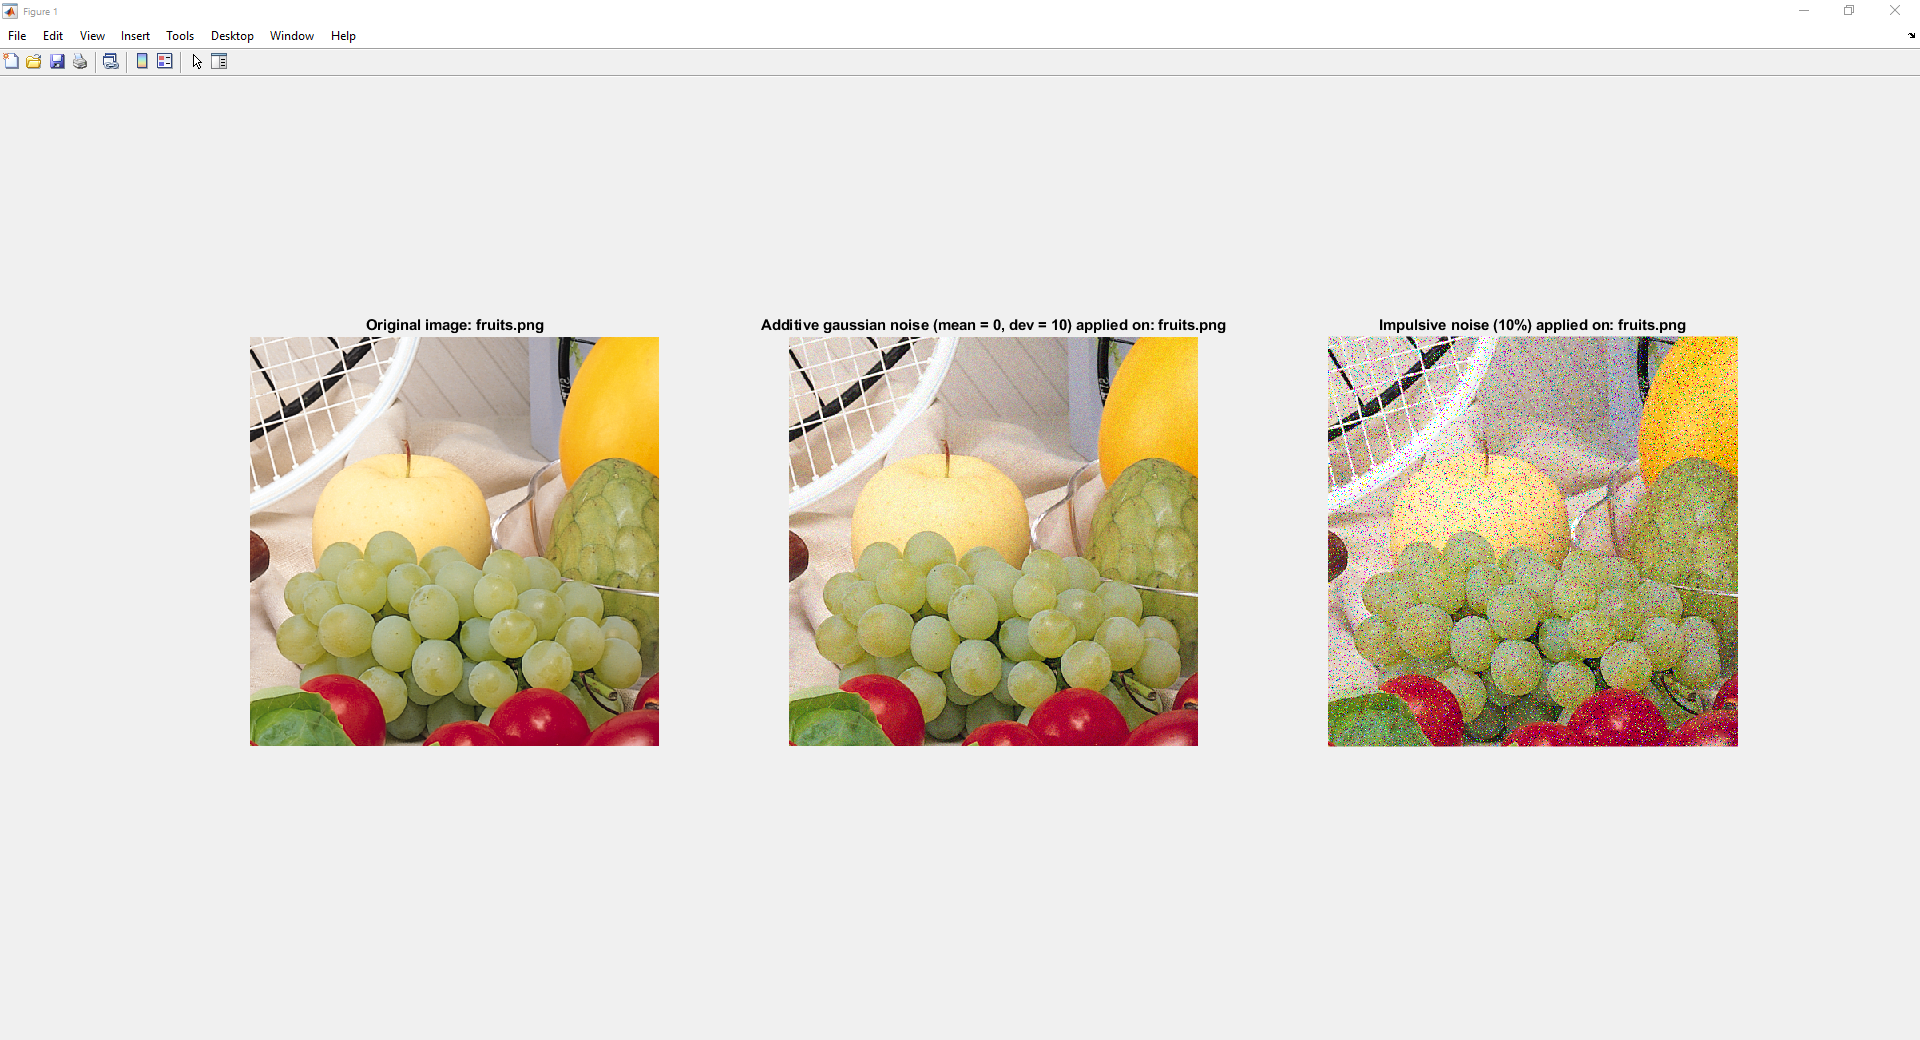 Figure 1
File Edit View Insert Tools Desktop Window Help
Original image: fruits.png
Additive gaussian noise (mean = 0, dev = 10) applied on: fruits.png
Impulsive noise (10%) applied on: fruits.png